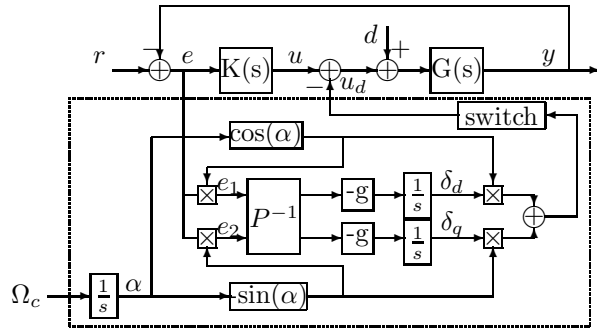 d
r − e K(s) u − u_d + G(s) y
switch
cos(α)
e_1 -g 1/s δ_d
P^{-1}
e_2 -g 1/s δ_q
Ω_c 1/s α -sin(α)